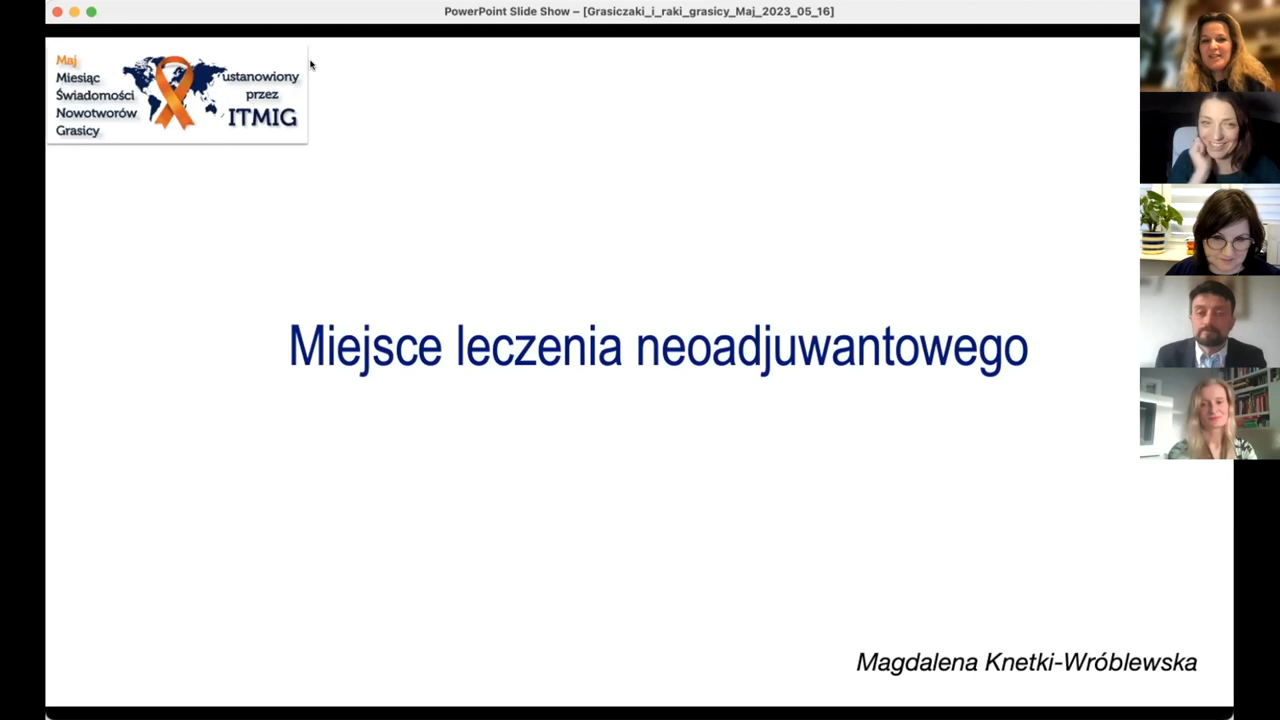 PowerPoint Slide Show – [Grasiczaki_i_raki_grasicy_Maj_2023_05_16]
Maj
Miesiąc
Świadomości
Nowotworów
Grasicy
ustanowiony
przez
ITMIG
Miejsce leczenia neoadjuwantowego
Magdalena Knetki-Wróblewska